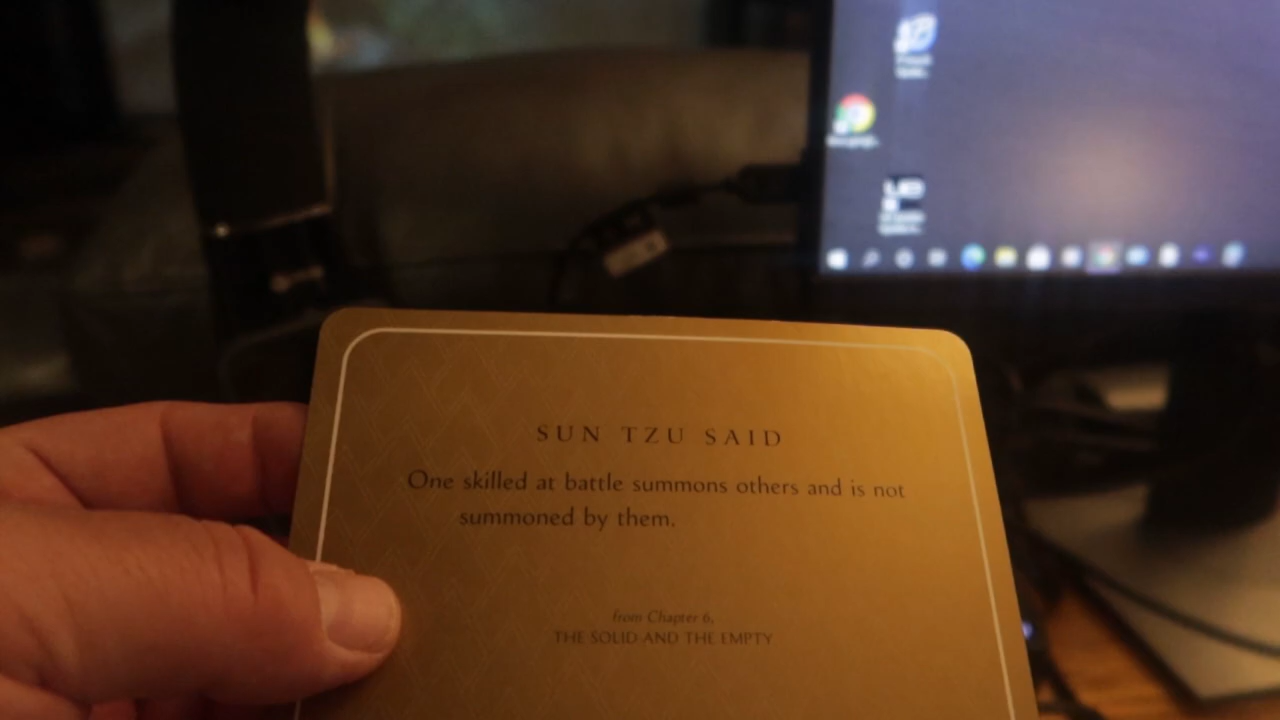 SUN TZU SAID
One skilled at battle summons others and is not
summoned by them.
from Chapter 6,
THE SOLID AND THE EMPTY